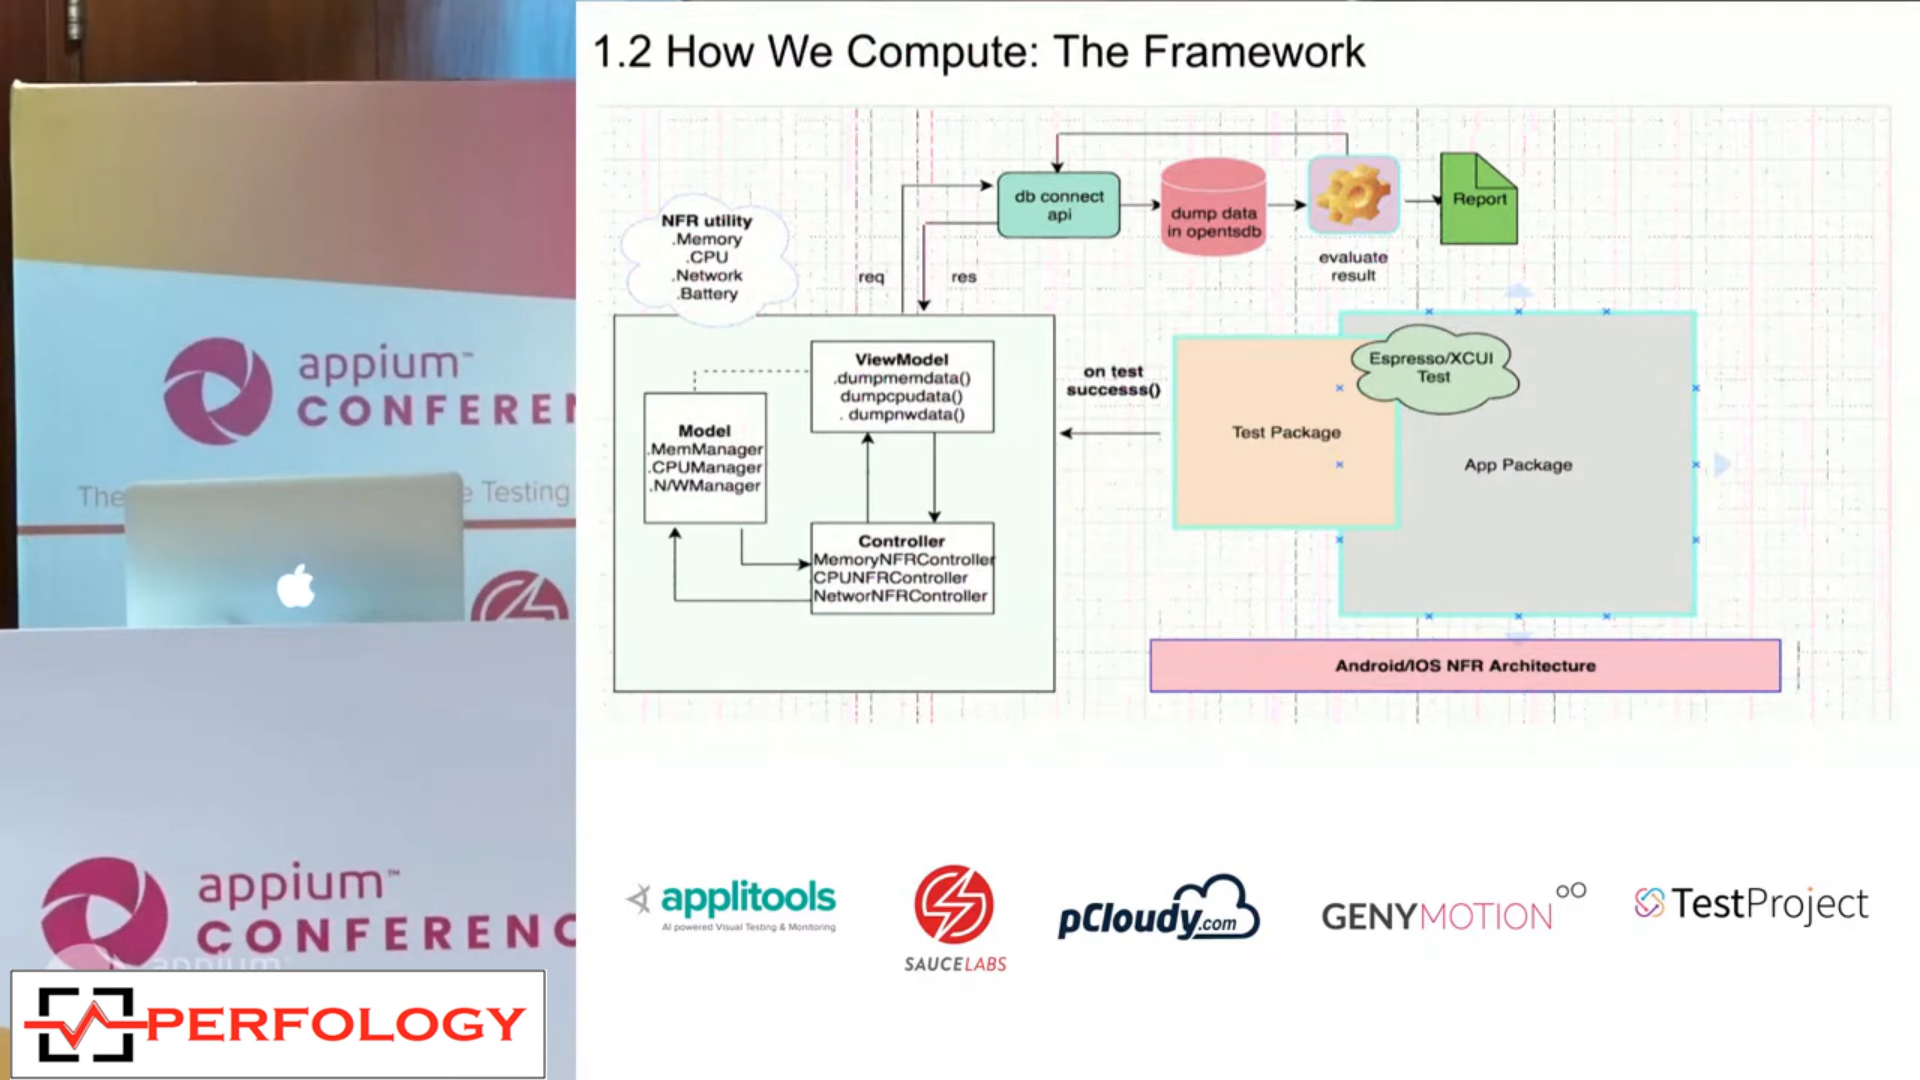 1.2 How We Compute: The Framework
NFR utility
.Memory
.CPU
.Network
.Battery
req
res
db connect
api
dump data
in opentsdb
evaluate
result
Report
ViewModel
.dumpmemdata()
dumpcpudata()
. dumpnwdata()
Model
.MemManager
.CPUManager
.N/WManager
Controller
MemoryNFRController
CPUNFRController
NetworNFRController
on test
successs()
Espresso/XCUI
Test
Test Package
App Package
Android/IOS NFR Architecture
applitools
AI powered Visual Testing & Monitoring
SAUCELABS
pCloudy.com
GENYMOTION
TestProject
appium™
CONFEREN
The
e Testing
appium™
CONFERENC
appium
PERFOLOGY